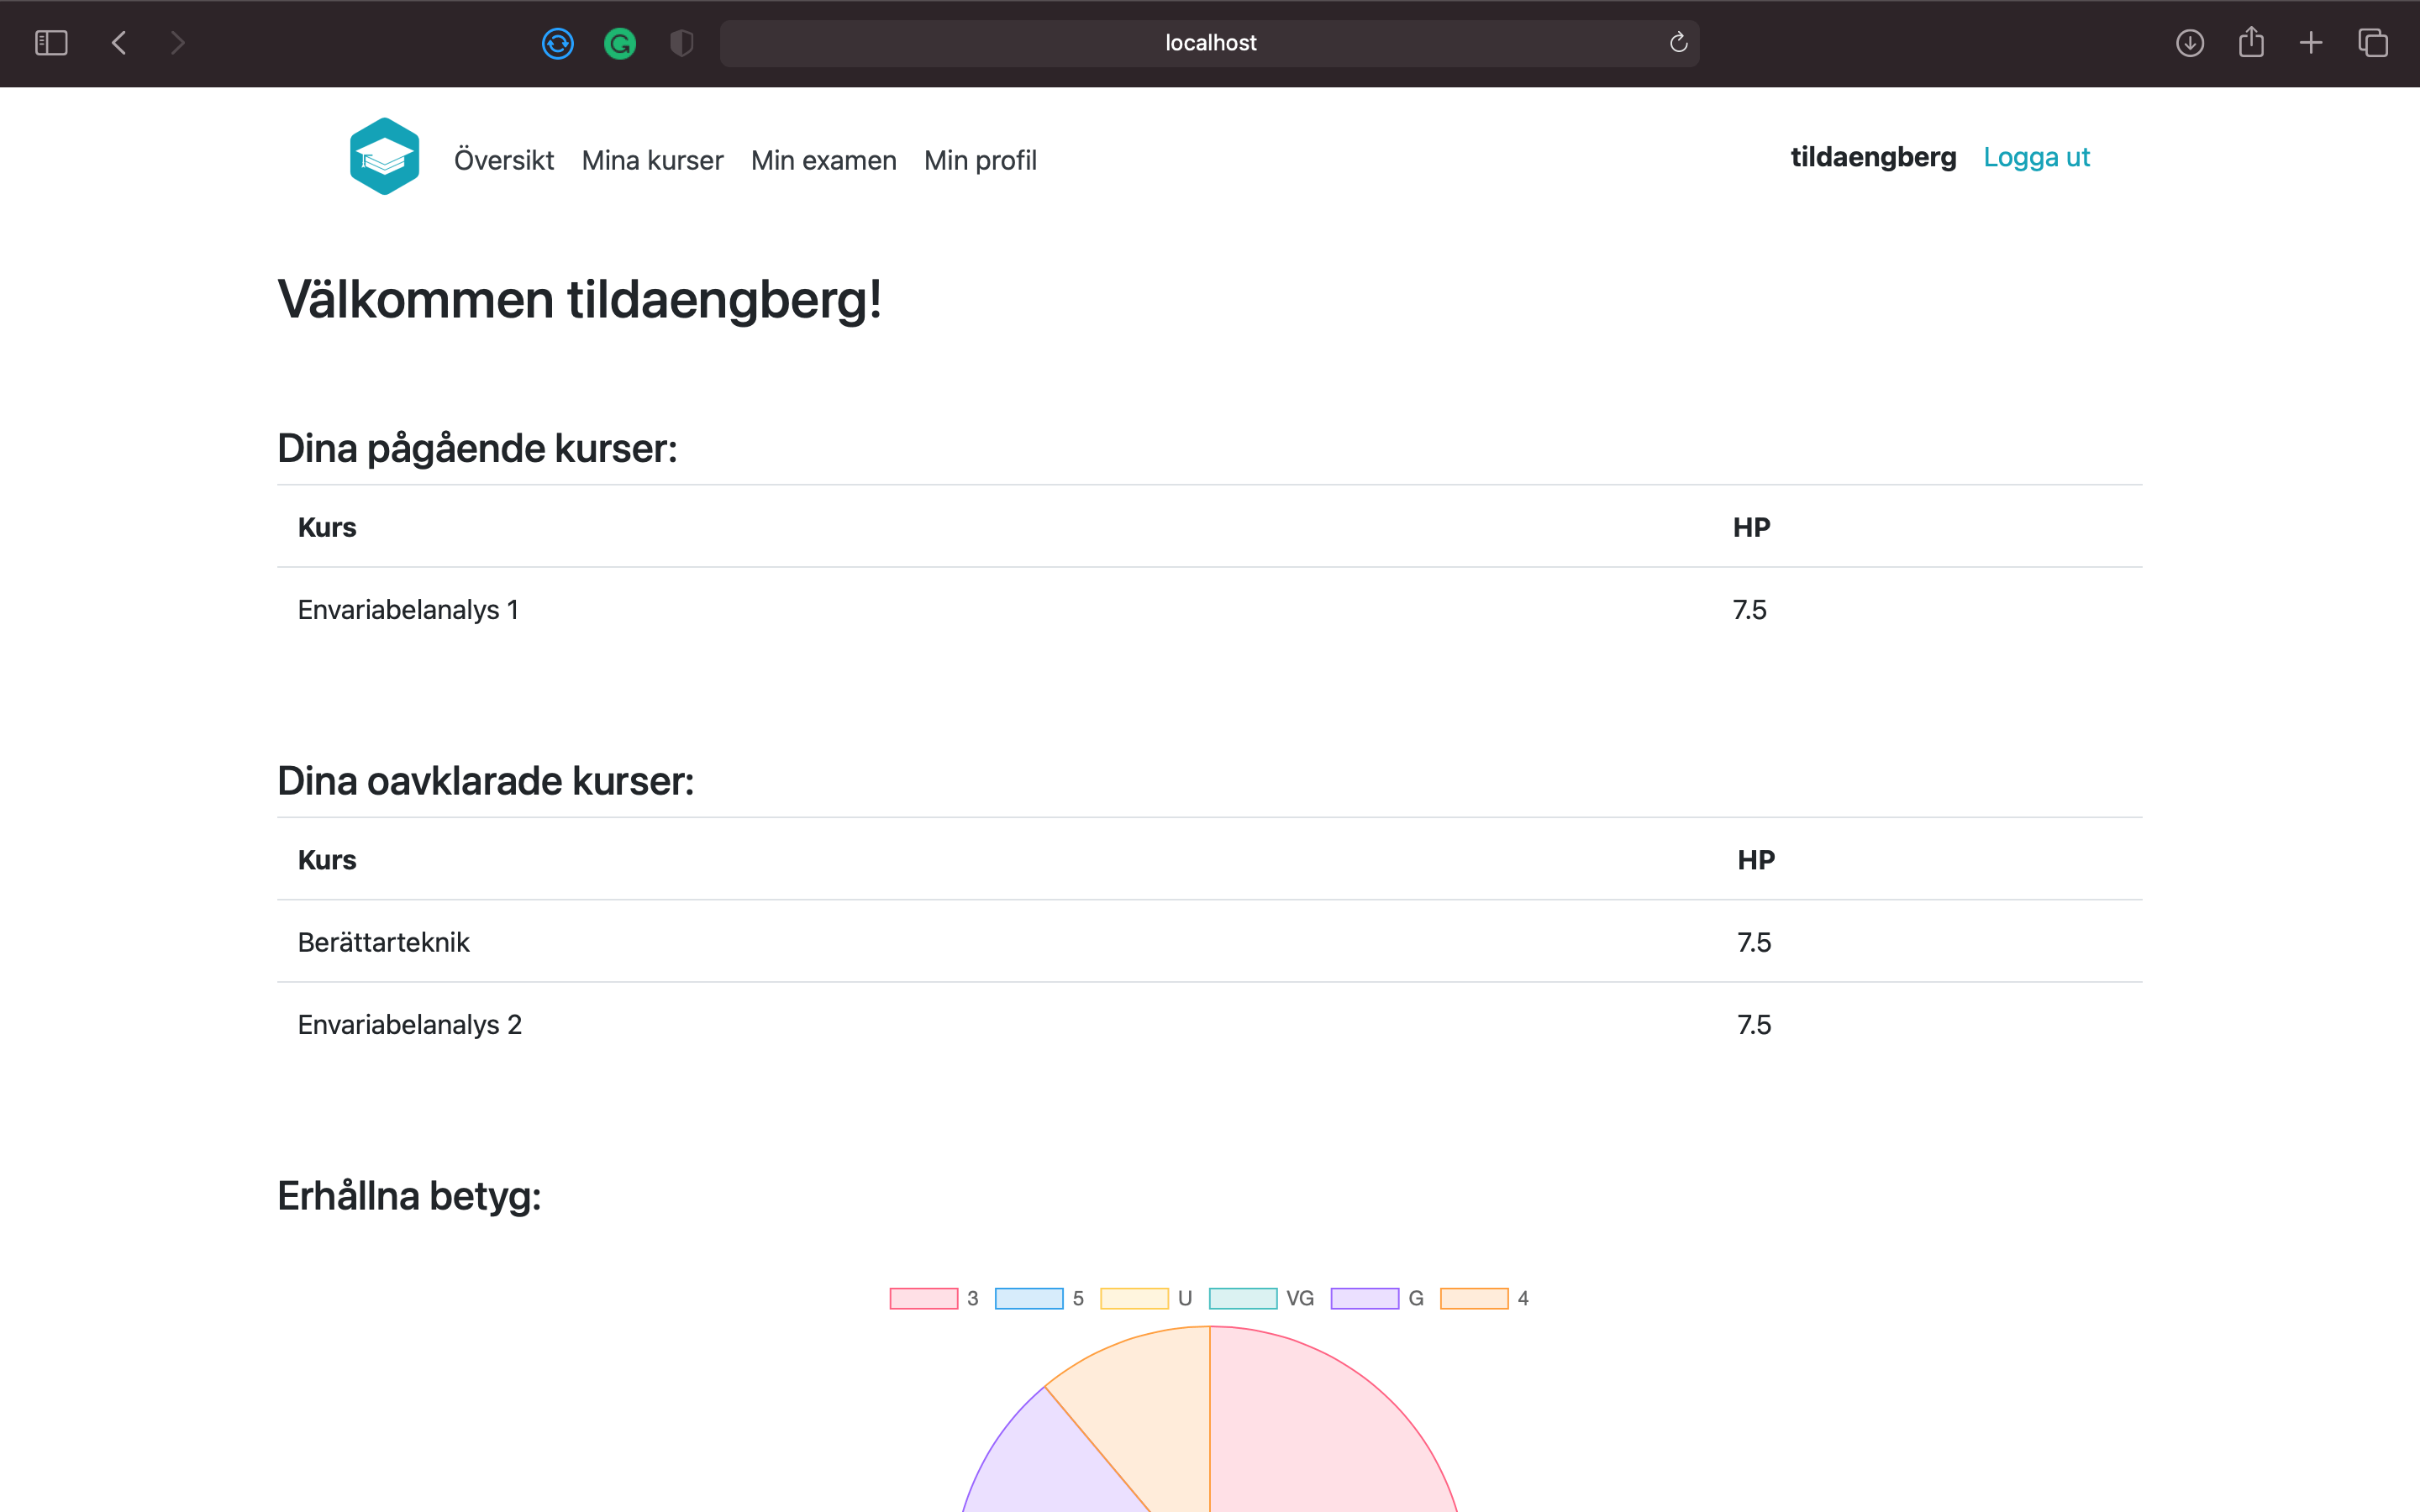 localhost
Översikt Mina kurser Min examen Min profil tildaengberg Logga ut
Välkommen tildaengberg!
Dina pågående kurser:
Kurs HP
Envariabelanalys 1 7.5
Dina oavklarade kurser:
Kurs HP
Berättarteknik 7.5
Envariabelanalys 2 7.5
Erhållna betyg:
3 5 U VG G 4